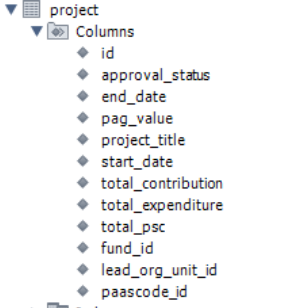 project
Columns
id
approval_status
end_date
pag_value
project_title
start_date
total_contribution
total_expenditure
total_psc
fund_id
lead_org_unit_id
paascode_id